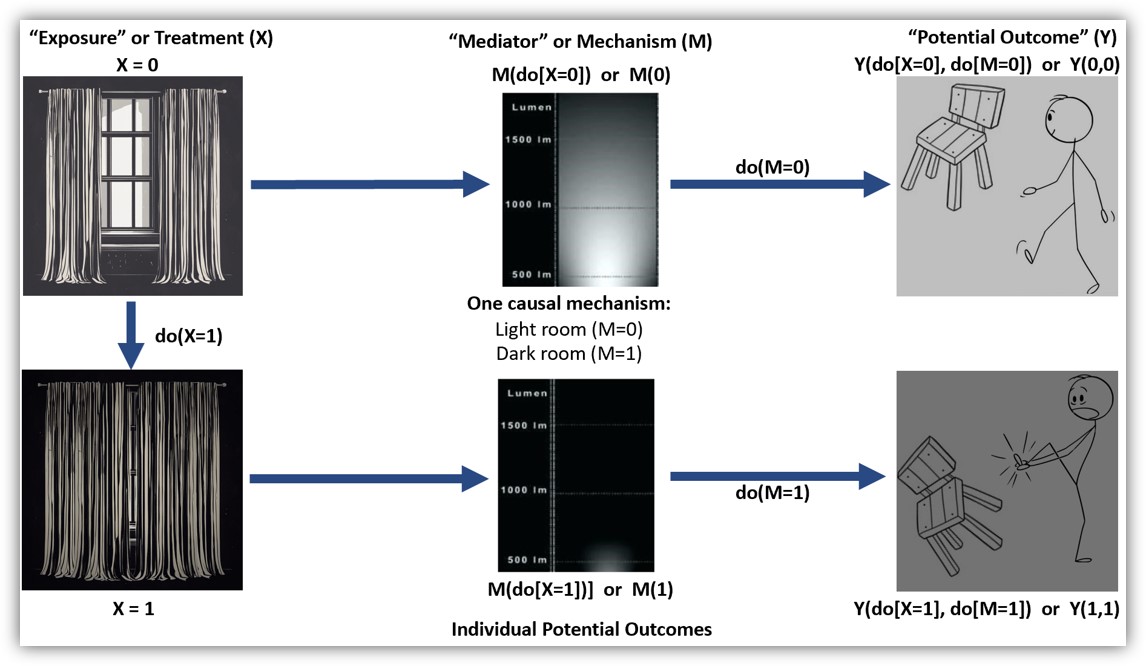 “Exposure” or Treatment (X)
X = 0
“Mediator” or Mechanism (M)
M(do[X=0])  or  M(0)
“Potential Outcome” (Y)
Y(do[X=0], do[M=0])  or  Y(0,0)
Lumen
1500 lm
1000 lm
500 lm
do(M=0)
do(X=1)
One causal mechanism:
Light room (M=0)
Dark room (M=1)
Lumen
1500 lm
1000 lm
500 lm
do(M=1)
X = 1
M(do[X=1])]  or  M(1)
Y(do[X=1], do[M=1])  or  Y(1,1)
Individual Potential Outcomes